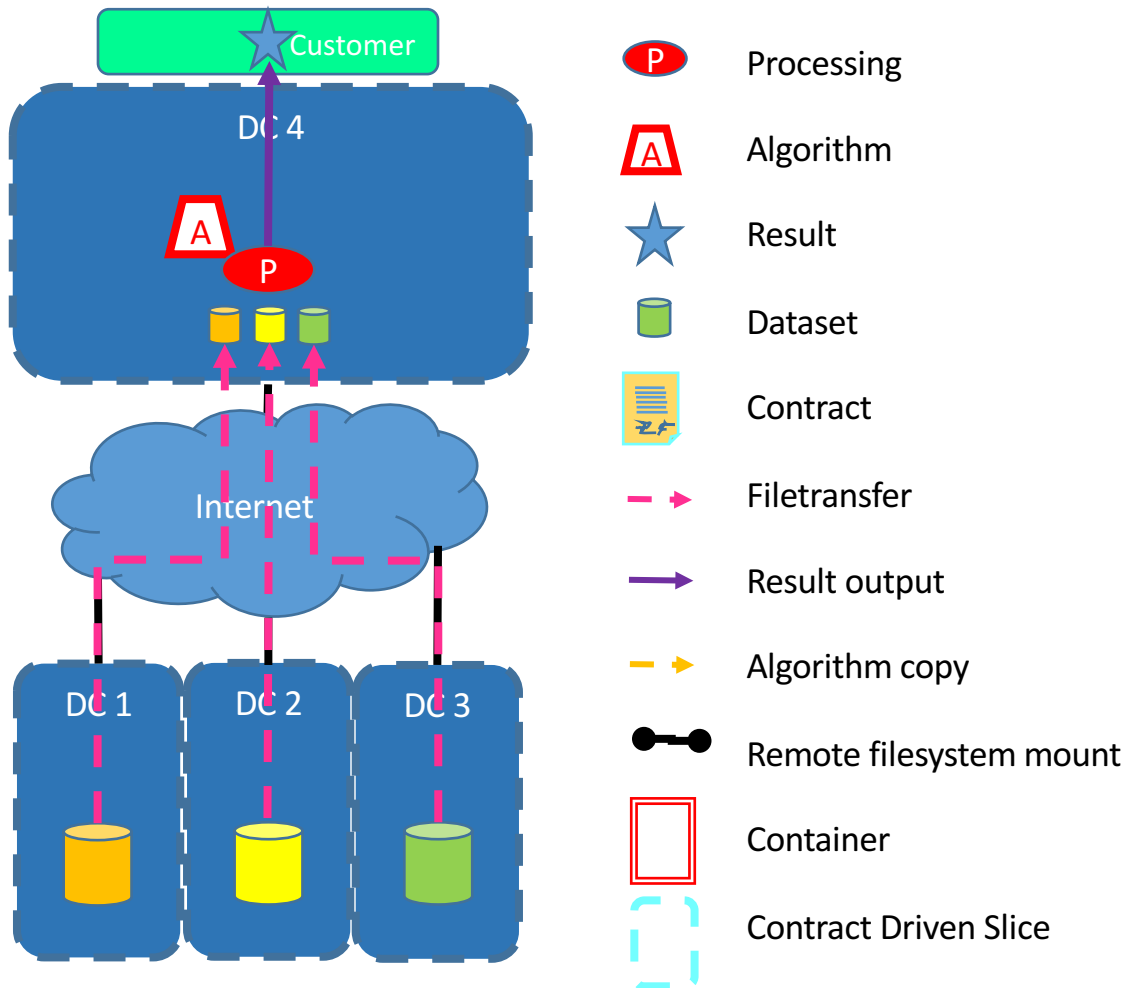 Customer
DC 4
A
P
Internet
DC 1
DC 2
DC 3
P
Processing
A
Algorithm
Result
Dataset
Contract
Filetransfer
Result output
Algorithm copy
Remote filesystem mount
Container
Contract Driven Slice